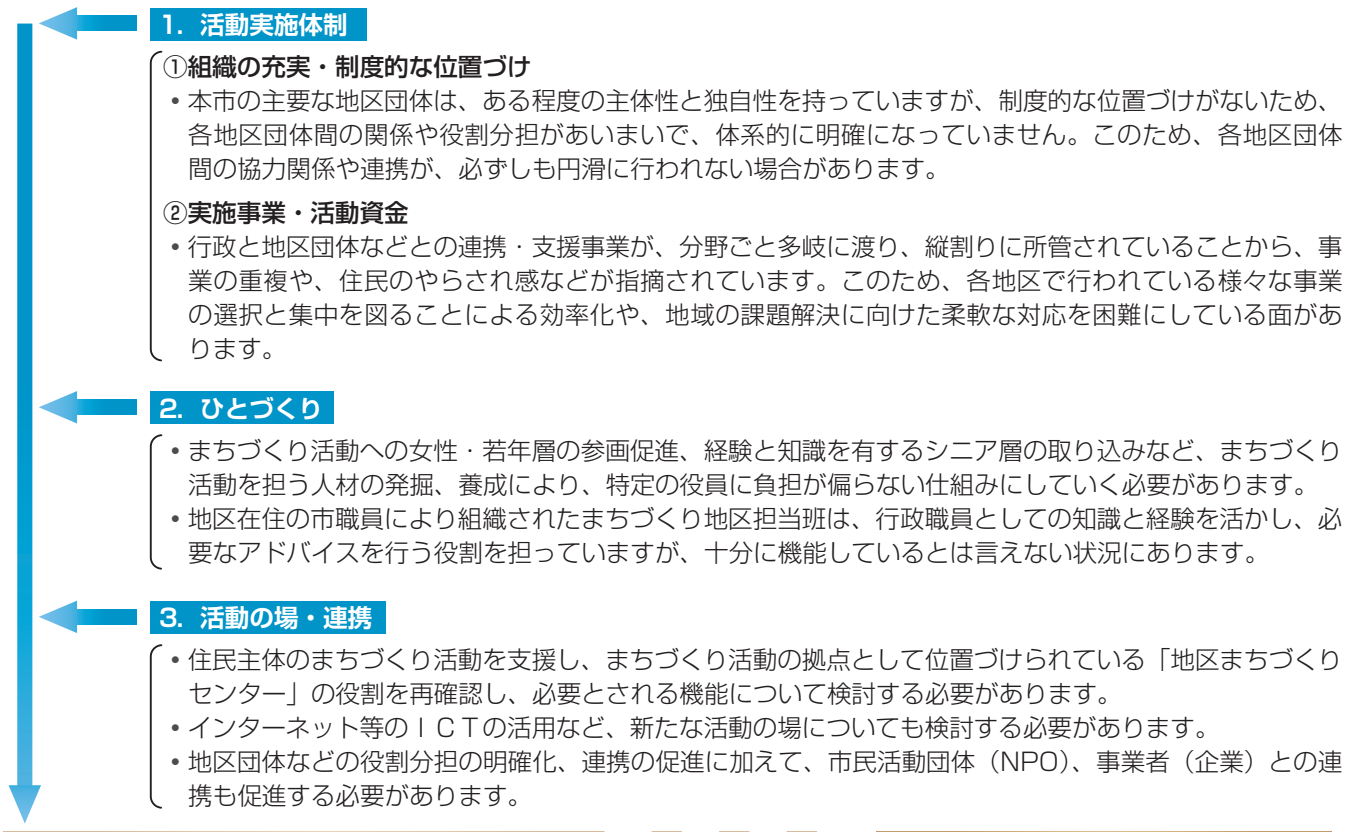 1. 活動実施体制
①組織の充実・制度的な位置づけ
• 本市の主要な地区団体は、ある程度の主体性と独自性を持っていますが、制度的な位置づけがないため、
各地区団体間の関係や役割分担があいまいで、体系的に明確になっていません。このため、各地区団体
間の協力関係や連携が、必ずしも円滑に行われない場合があります。
②実施事業・活動資金
• 行政と地区団体などとの連携・支援事業が、分野ごと多岐に渡り、縦割りに所管されていることから、事
業の重複や、住民のやらされ感などが指摘されています。このため、各地区で行われている様々な事業
の選択と集中を図ることによる効率化や、地域の課題解決に向けた柔軟な対応を困難にしている面があ
ります。
2. ひとづくり
• まちづくり活動への女性・若年層の参画促進、経験と知識を有するシニア層の取り込みなど、まちづくり
活動を担う人材の発掘、養成により、特定の役員に負担が偏らない仕組みにしていく必要があります。
• 地区在住の市職員により組織されたまちづくり地区担当班は、行政職員としての知識と経験を活かし、必
要なアドバイスを行う役割を担っていますが、十分に機能しているとは言えない状況にあります。
3. 活動の場・連携
• 住民主体のまちづくり活動を支援し、まちづくり活動の拠点として位置づけられている「地区まちづくり
センター」の役割を再確認し、必要とされる機能について検討する必要があります。
• インターネット等のICTの活用など、新たな活動の場についても検討する必要があります。
• 地区団体などの役割分担の明確化、連携の促進に加えて、市民活動団体（NPO）、事業者（企業）との連
携も促進する必要があります。